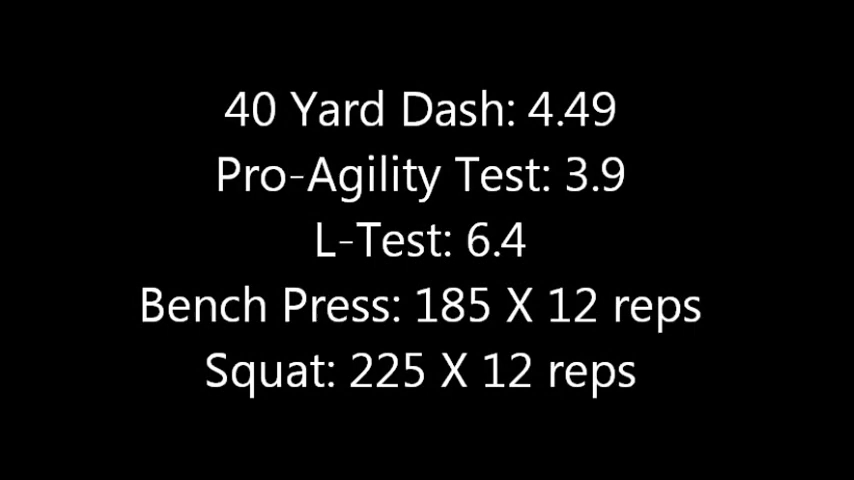 40 Yard Dash: 4.49
Pro-Agility Test: 3.9
L-Test: 6.4
Bench Press: 185 X 12 reps
Squat: 225 X 12 reps